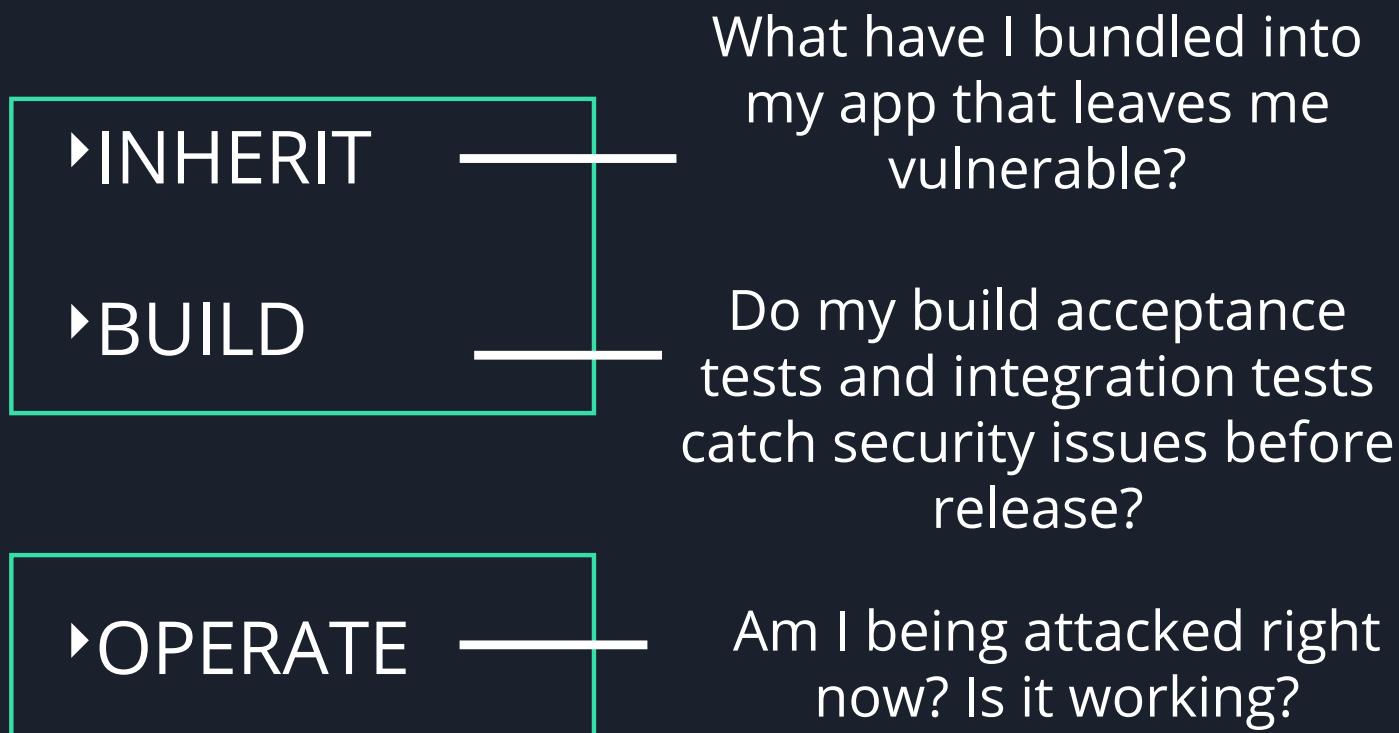 What have I bundled into
my app that leaves me
vulnerable?
INHERIT
BUILD
Do my build acceptance
tests and integration tests
catch security issues before
release?
OPERATE
Am I being attacked right
now? Is it working?